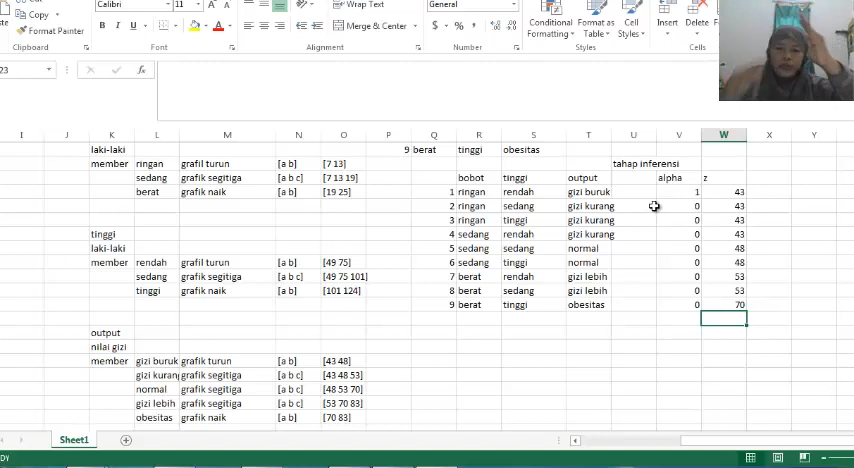 Copy
Format Painter
Clipboard
Calibri
11
B I U
Font
Wrap Text
Merge & Center
Alignment
General
$ %
Number
Conditional Formatting
Format as Table
Cell Styles
Styles
Insert
Delete
Cells
23
fx
I J K L M N O P Q R S T U V W X Y
laki-laki 9 berat tinggi obesitas
member ringan grafil turun [a b] [7 13] tahap inferensi
sedang grafik segitiga [a b c] [7 13 19] bobot tinggi output alpha z
berat grafik naik [a b] [19 25] 1 ringan rendah gizi buruk 1 43
2 ringan sedang gizi kurang 0 43
3 ringan tinggi gizi kurang 0 43
tinggi 4 sedang rendah gizi kurang 0 43
laki-laki 5 sedang sedang normal 0 48
member rendah grafil turun [a b] [49 75] 6 sedang tinggi normal 0 48
sedang grafik segitiga [a b c] [49 75 101] 7 berat rendah gizi lebih 0 53
tinggi grafik naik [a b] [101 124] 8 berat sedang gizi lebih 0 53
9 berat tinggi obesitas 0 70
output
nilai gizi
member gizi buruk grafik turun [a b] [43 48]
gizi kurang grafik segitiga [a b c] [43 48 53]
normal grafik segitiga [a b c] [48 53 70]
gizi lebih grafik segitiga [a b c] [53 70 83]
obesitas grafik naik [a b] [70 83]
Sheet1
DY